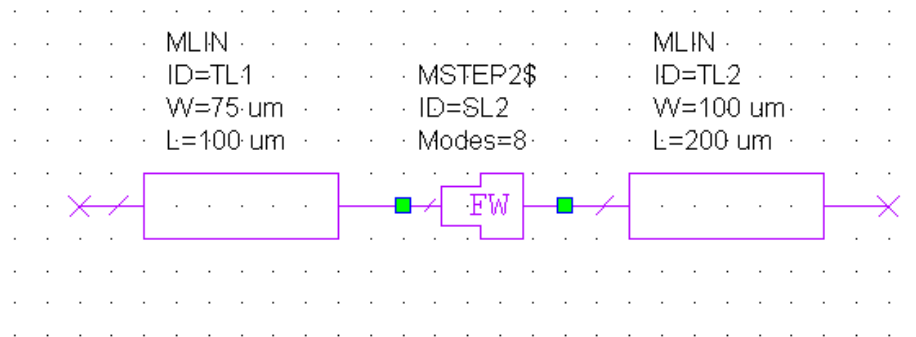 MLIN
ID=TL1
W=75 um
L=100 um
MSTEP2$
ID=SL2
Modes=8
MLIN
ID=TL2
W=100 um
L=200 um
FW